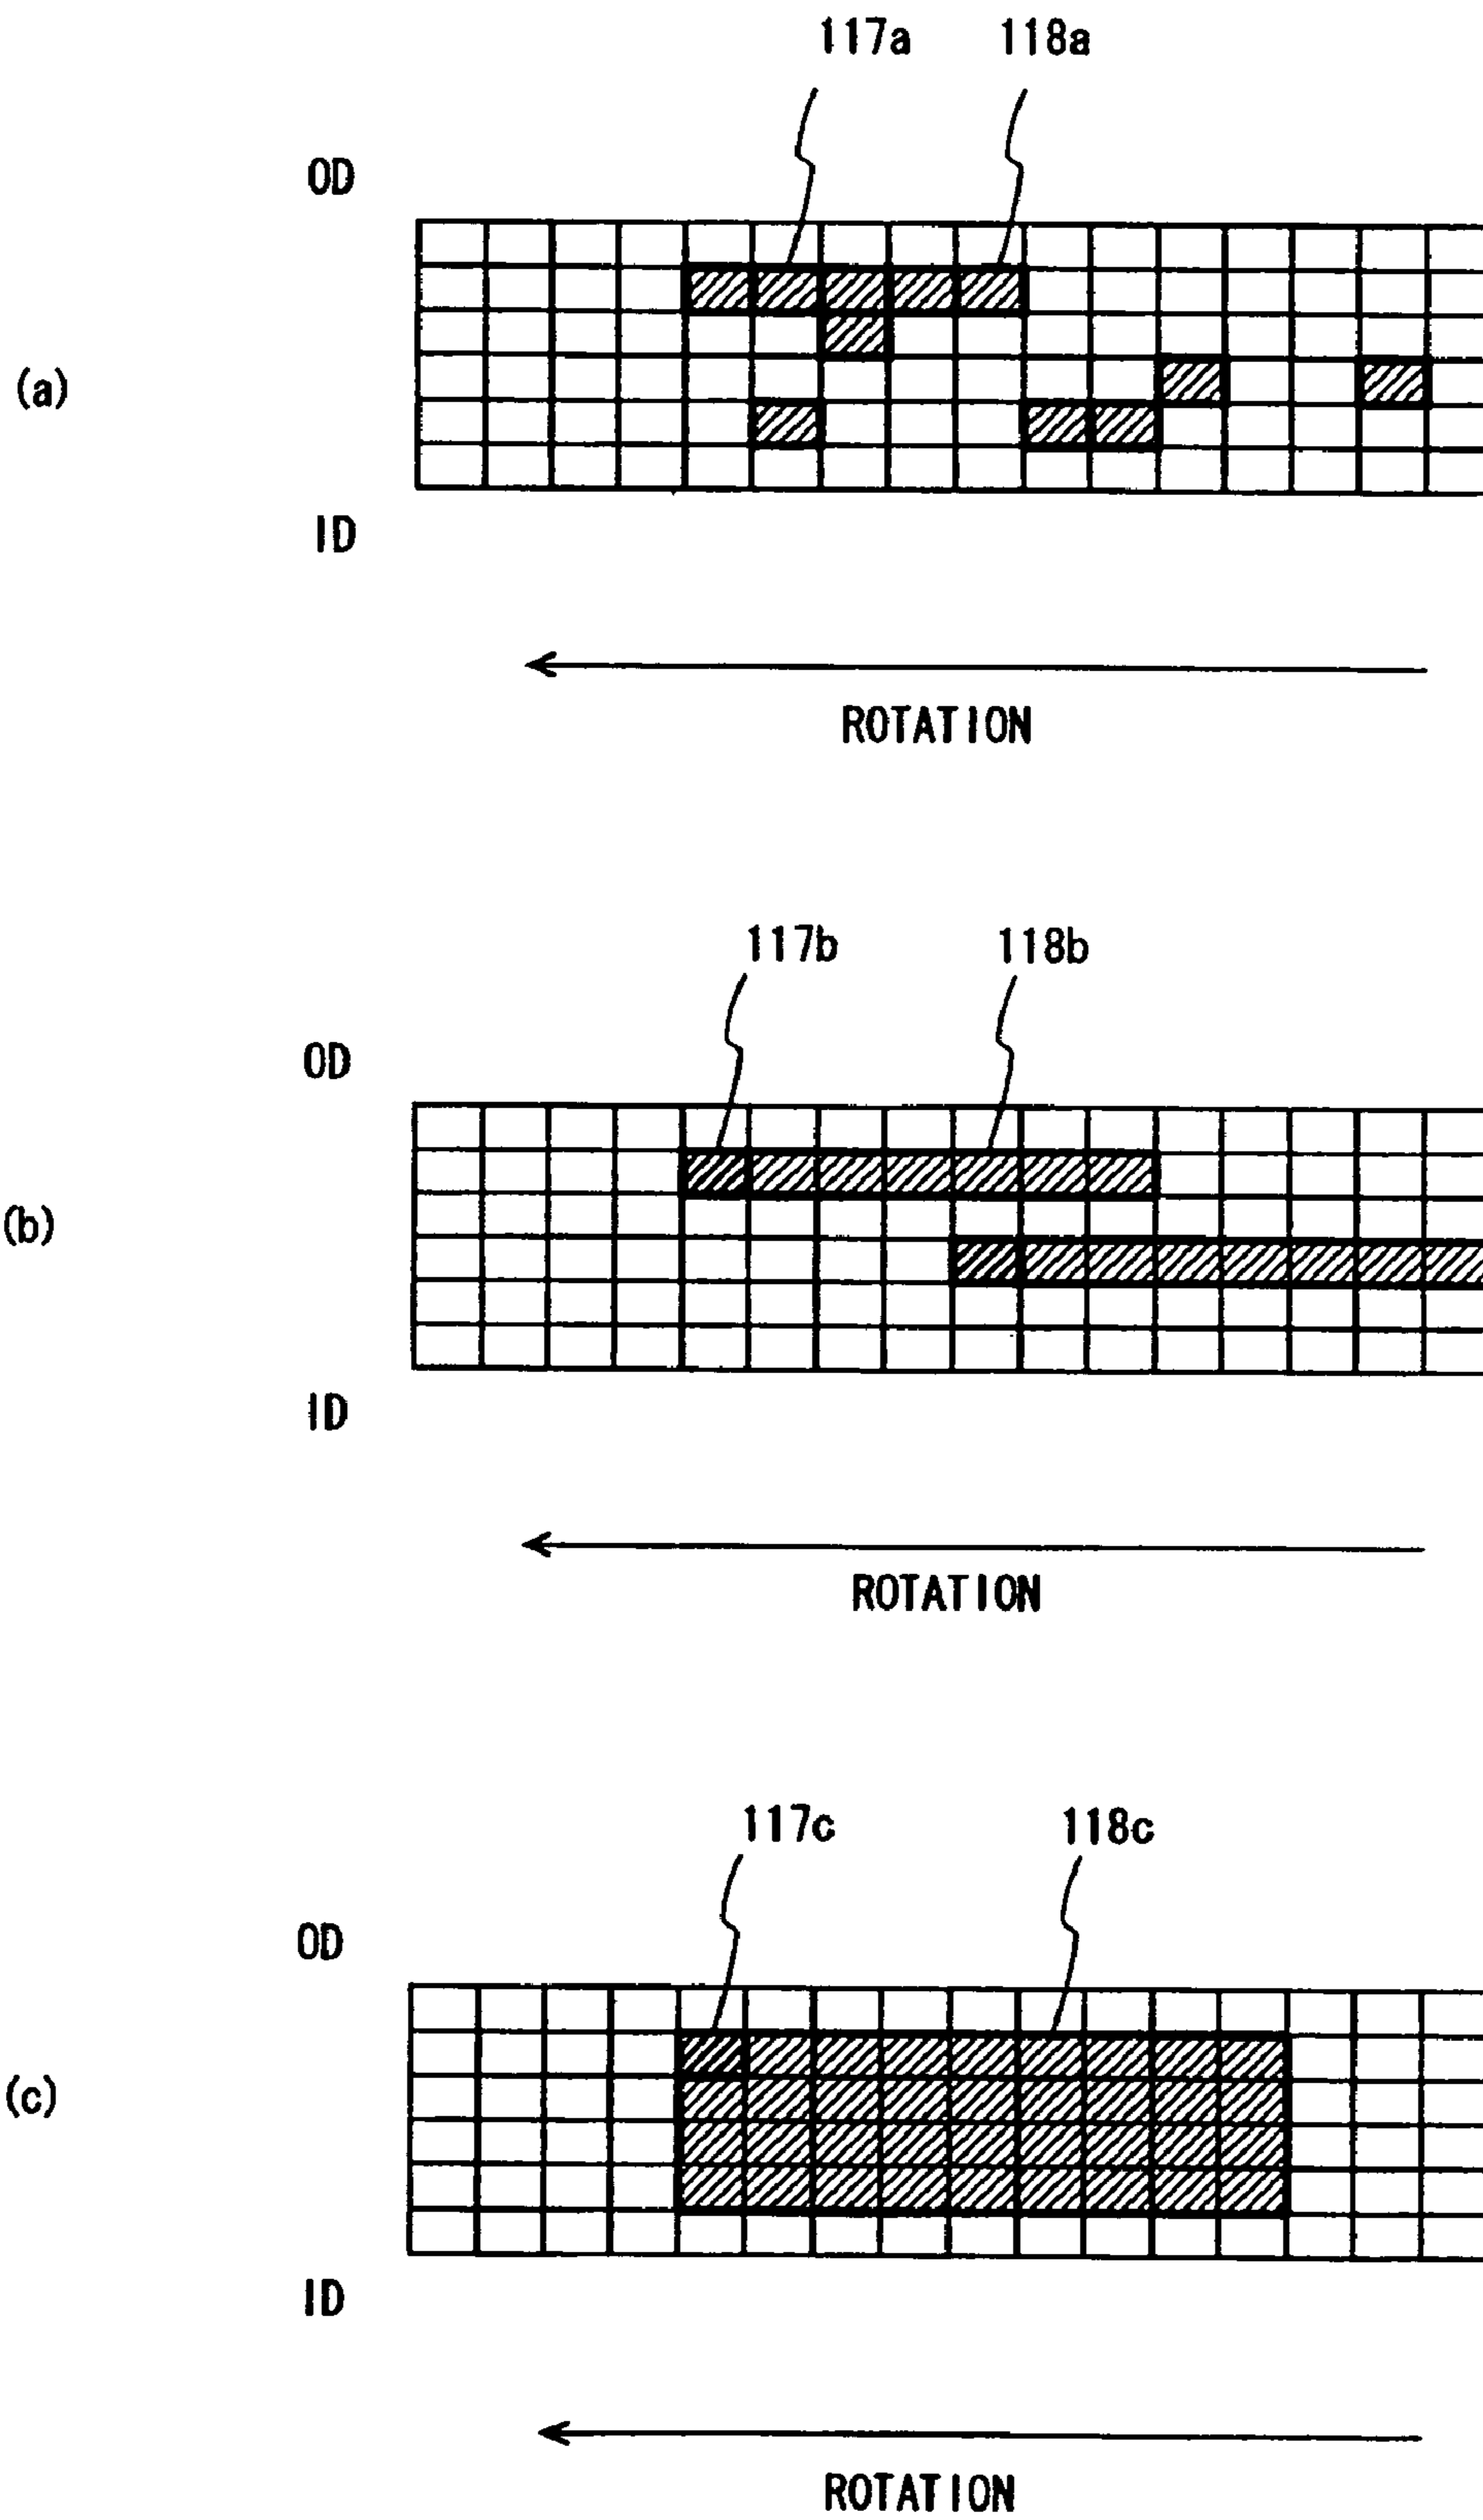 117a 118a
OD
(a)
ID
ROTATION
117b 118b
OD
(b)
ID
ROTATION
117c 118c
OD
(c)
ID
ROTATION